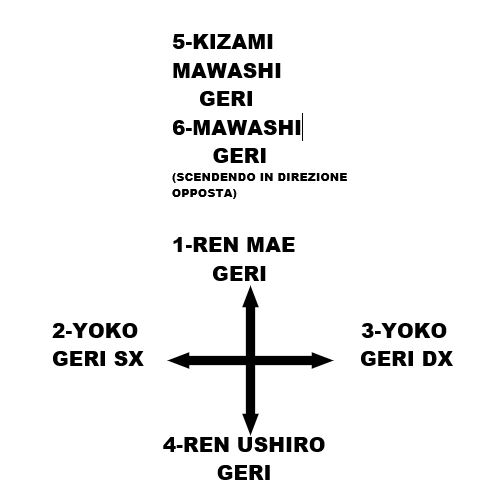 5-KIZAMI
MAWASHI
GERI
6-MAWASHI
GERI
(SCENDENDO IN DIREZIONE
OPPOSTA)
1-REN MAE
GERI
2-YOKO
GERI SX
3-YOKO
GERI DX
4-REN USHIRO
GERI